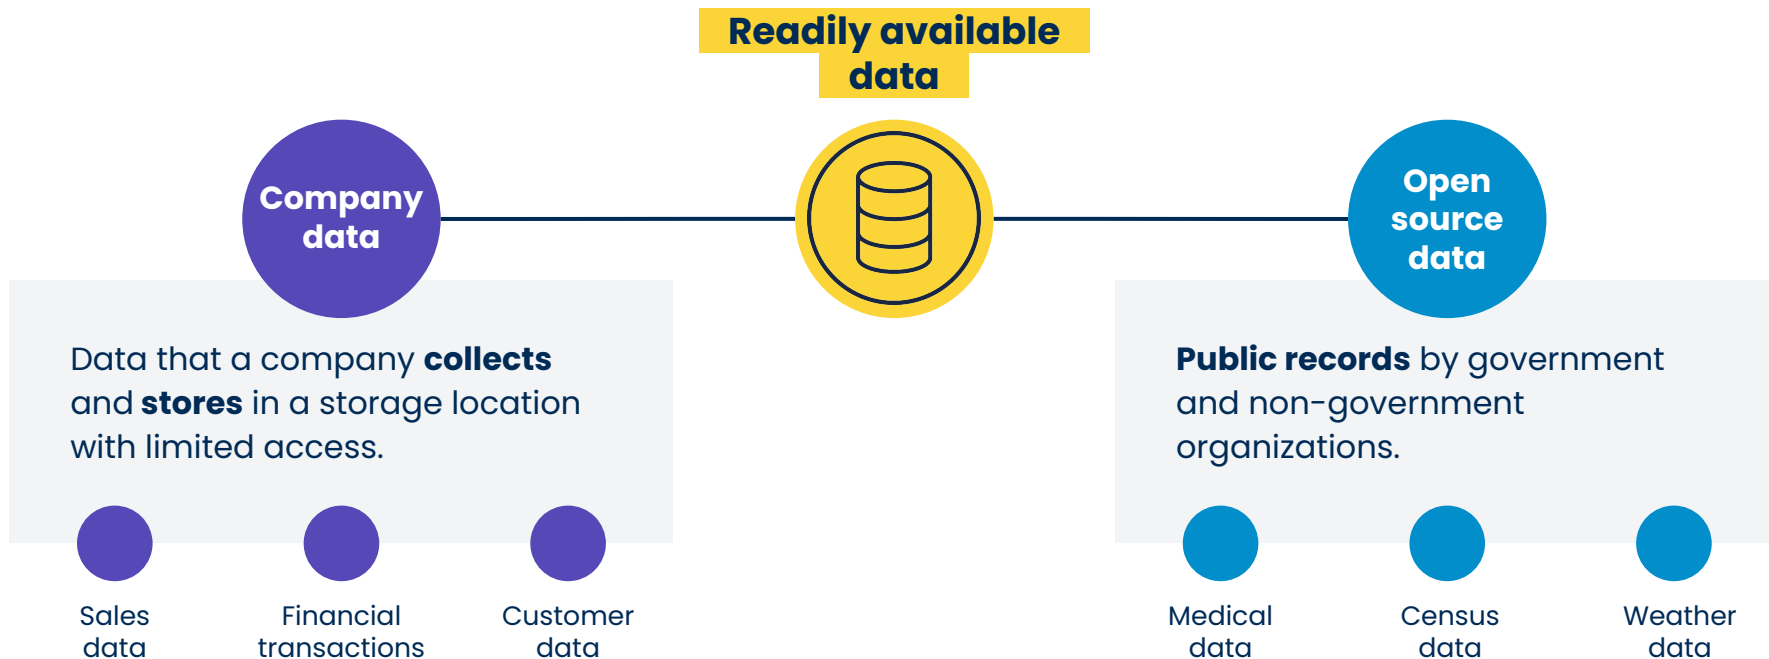 Readily available
data
Company
data
Open
source
data
Data that a company collects
and stores in a storage location
with limited access.
Public records by government
and non-government
organizations.
Sales
data
Financial
transactions
Customer
data
Medical
data
Census
data
Weather
data